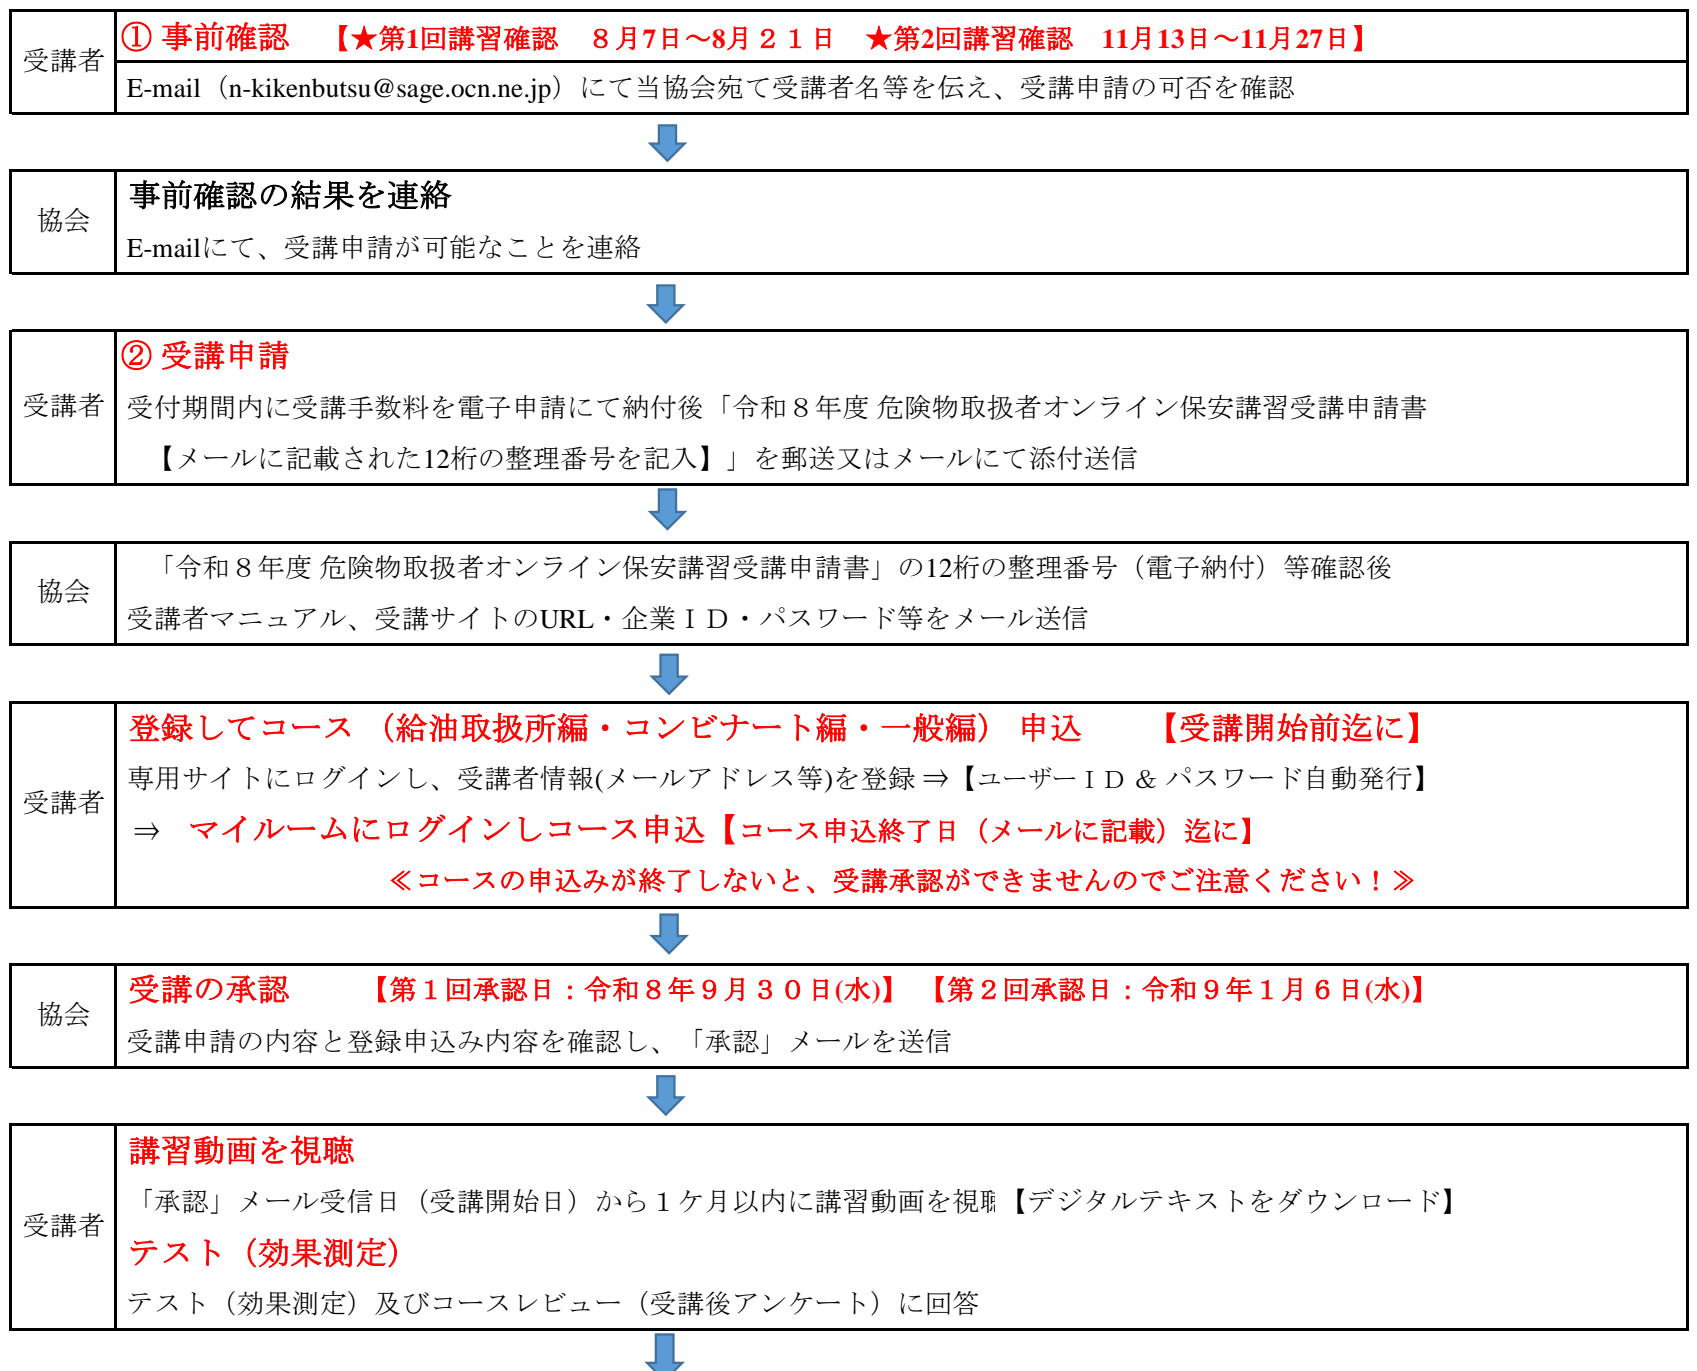 受講者
① 事前確認　【★第1回講習確認　８月7日～8月２１日　★第2回講習確認　11月13日～11月27日】
E-mail（n-kikenbutsu@sage.ocn.ne.jp）にて当協会宛て受講者名等を伝え、受講申請の可否を確認
協会
事前確認の結果を連絡
E-mailにて、受講申請が可能なことを連絡
受講者
② 受講申請
受付期間内に受講手数料を電子申請にて納付後「令和８年度 危険物取扱者オンライン保安講習受講申請書
【メールに記載された12桁の整理番号を記入】」を郵送又はメールにて添付送信
協会
「令和８年度 危険物取扱者オンライン保安講習受講申請書」の12桁の整理番号（電子納付）等確認後
受講者マニュアル、受講サイトのURL・企業ＩＤ・パスワード等をメール送信
受講者
登録してコース （給油取扱所編・コンビナート編・一般編） 申込　　【受講開始前迄に】
専用サイトにログインし、受講者情報(メールアドレス等)を登録 ⇒【ユーザーＩＤ & パスワード自動発行】
⇒　マイルームにログインしコース申込【コース申込終了日（メールに記載）迄に】
≪コースの申込みが終了しないと、受講承認ができませんのでご注意ください！≫
協会
受講の承認　　【第１回承認日：令和８年９月３０日(水)】 【第２回承認日：令和９年１月６日(水)】
受講申請の内容と登録申込み内容を確認し、「承認」メールを送信
受講者
講習動画を視聴
「承認」メール受信日（受講開始日）から１ケ月以内に講習動画を視聴【デジタルテキストをダウンロード】
テスト（効果測定）
テスト（効果測定）及びコースレビュー（受講後アンケート）に回答